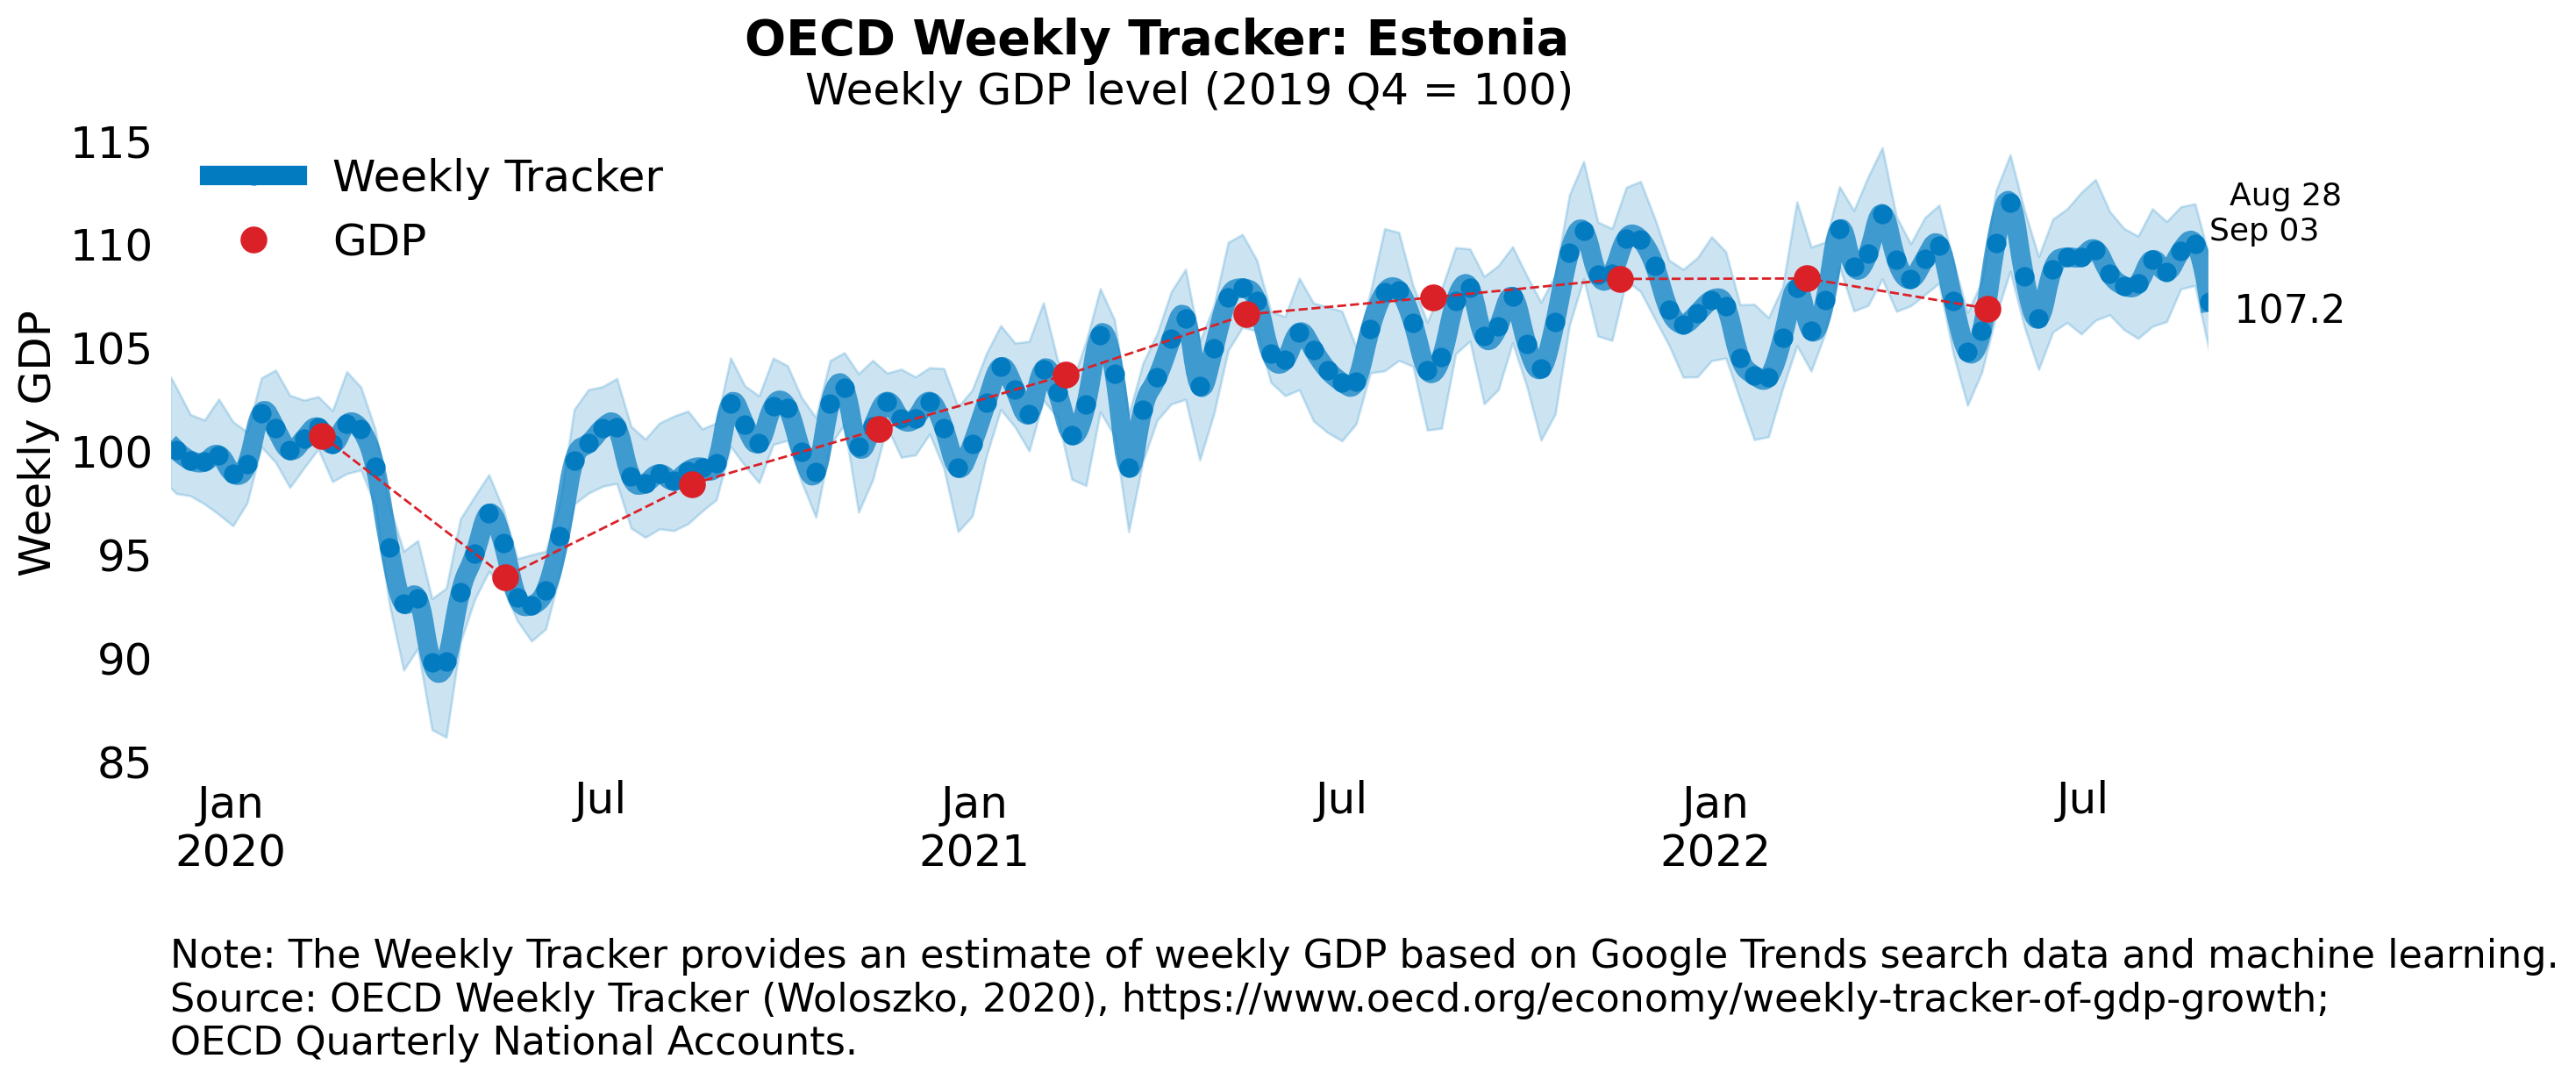 OECD Weekly Tracker: Estonia
Weekly GDP level (2019 Q4 = 100)
Weekly GDP
115
110
105
100
95
90
85
Weekly Tracker
GDP
Aug 28
Sep 03
107.2
Jan
2020
Jul
Jan
2021
Jul
Jan
2022
Jul
Note: The Weekly Tracker provides an estimate of weekly GDP based on Google Trends search data and machine learning.
Source: OECD Weekly Tracker (Woloszko, 2020), https://www.oecd.org/economy/weekly-tracker-of-gdp-growth;
OECD Quarterly National Accounts.